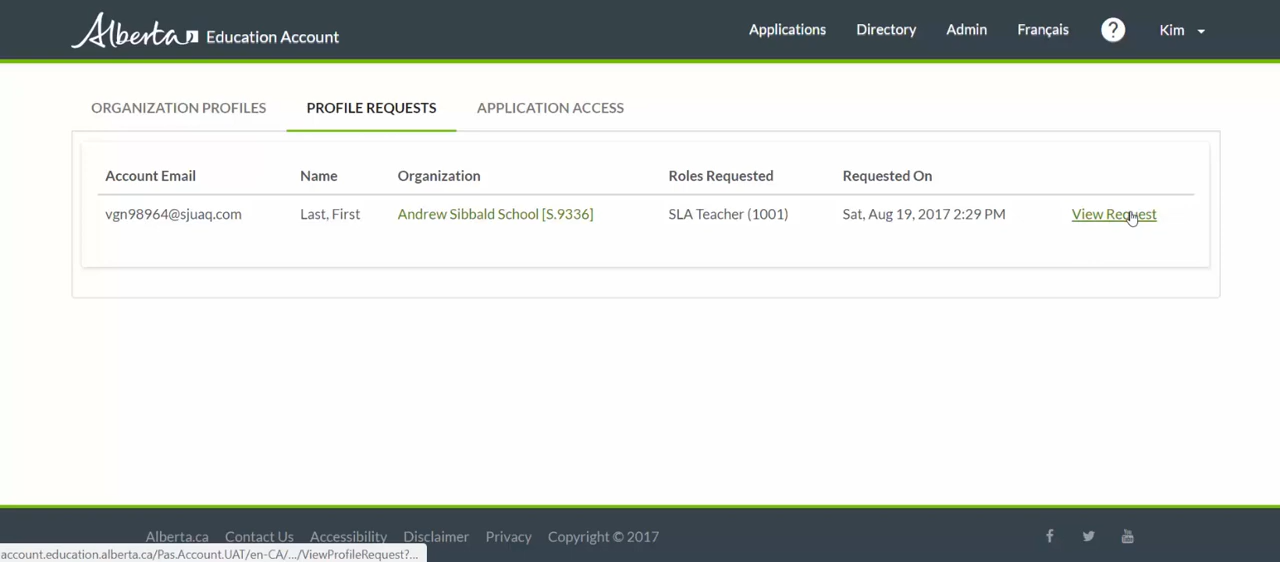 Alberta Education Account
Applications Directory Admin Français ? Kim
ORGANIZATION PROFILES PROFILE REQUESTS APPLICATION ACCESS
Account Email Name Organization Roles Requested Requested On
vgn98964@sjuaq.com Last, First Andrew Sibbald School [S.9336] SLA Teacher (1001) Sat, Aug 19, 2017 2:29 PM View Request
Alberta.ca Contact Us Accessibility Disclaimer Privacy Copyright © 2017
account.education.alberta.ca/Pas.Account.UAT/en-CA/.../ViewProfileRequest?...